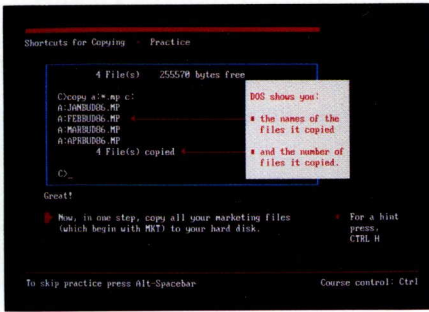 Shortcuts for Copying - Practice
4 File(s) 255570 bytes free
C)copy a:*.mp c:
A:JANBUD86.MP
A:FEBBUD86.MP
A:MARBUD86.MP
A:APRBUD86.MP
4 File(s) copied
C)_
DOS shows you:
the names of the
files it copied
and the number of
files it copied.
Great!
Now, in one step, copy all your marketing files
(which begin with MKT) to your hard disk.
For a hint
press.
CTRL H
To skip practice press Alt-Spacebar
Course control: Ctrl